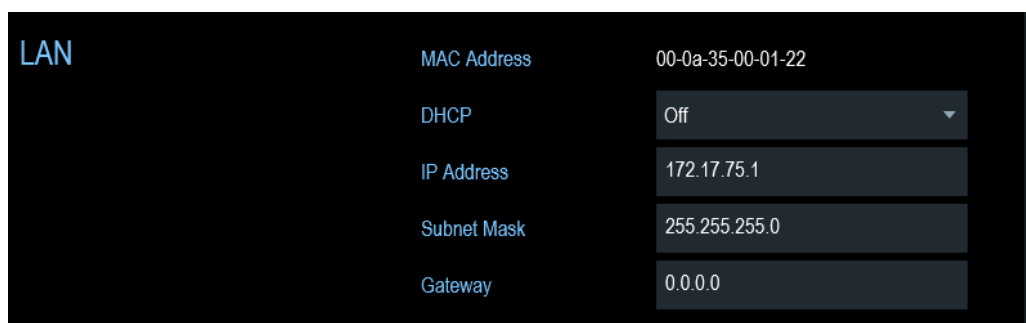 LAN
MAC Address 00-0a-35-00-01-22
DHCP Off
IP Address 172.17.75.1
Subnet Mask 255.255.255.0
Gateway 0.0.0.0